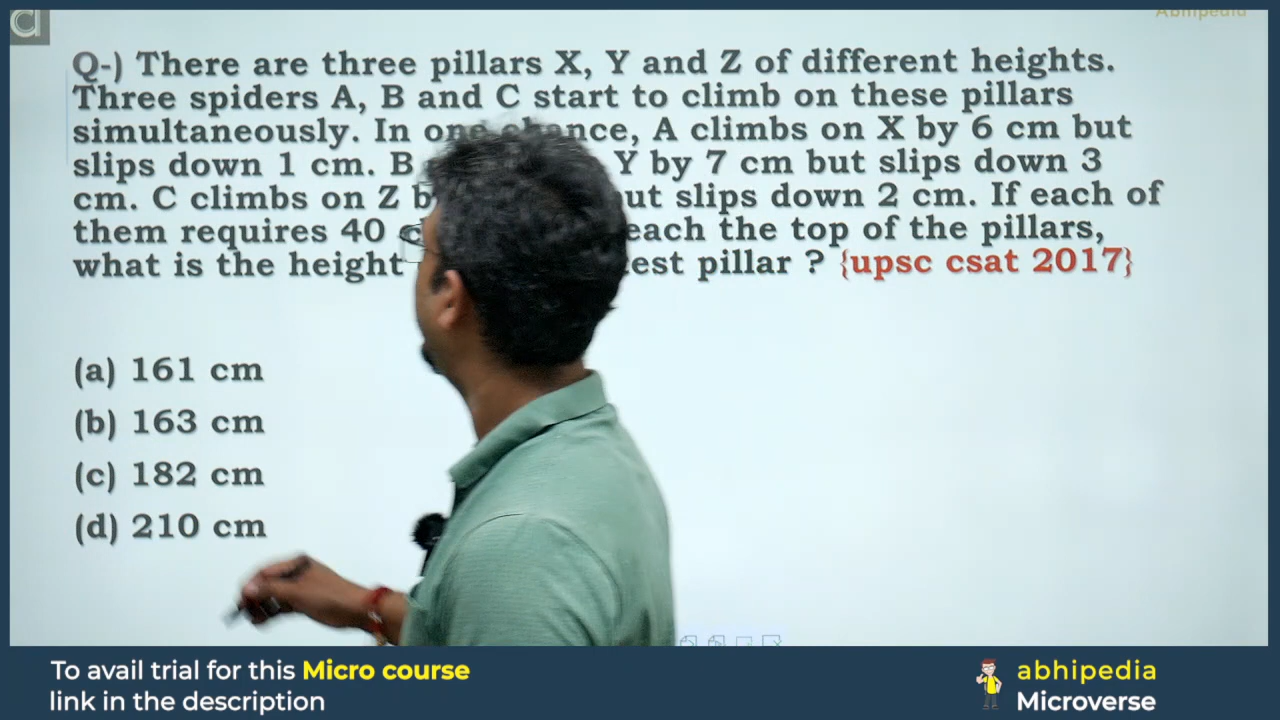 a
Abhipedia
Q-) There are three pillars X, Y and Z of different heights.
Three spiders A, B and C start to climb on these pillars
simultaneously. In one chance, A climbs on X by 6 cm but
slips down 1 cm. B Y by 7 cm but slips down 3
cm. C climbs on Z but slips down 2 cm. If each of
them requires 40 reach the top of the pillars,
what is the height pillar ? {upsc csat 2017}
(a) 161 cm
(b) 163 cm
(c) 182 cm
(d) 210 cm
To avail trial for this Micro course
link in the description
abhipedia
Microverse